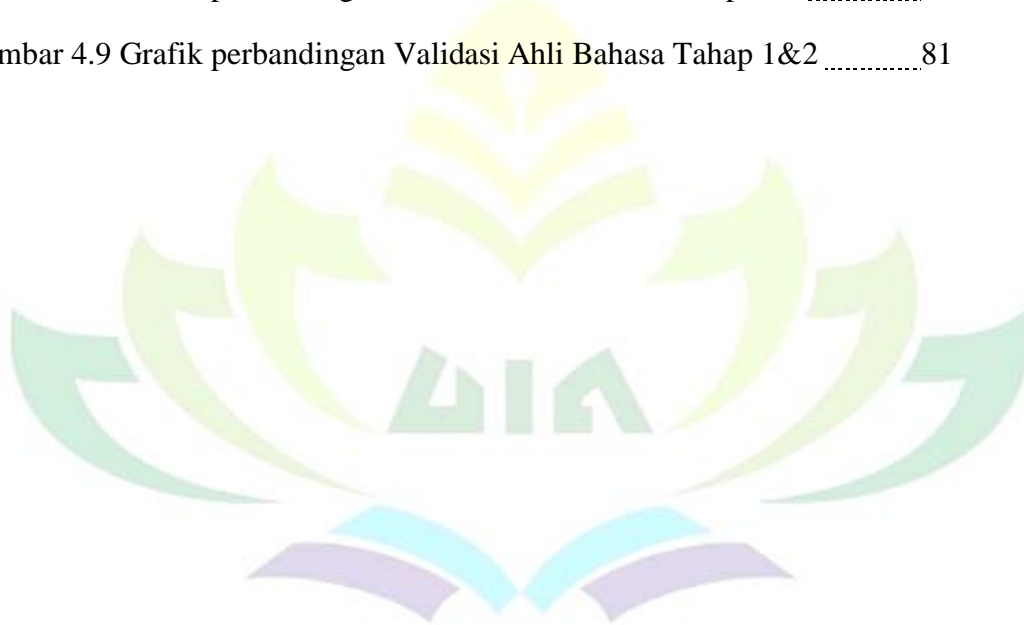 mbar 4.9 Grafik perbandingan Validasi Ahli Bahasa Tahap 1&2 ............81